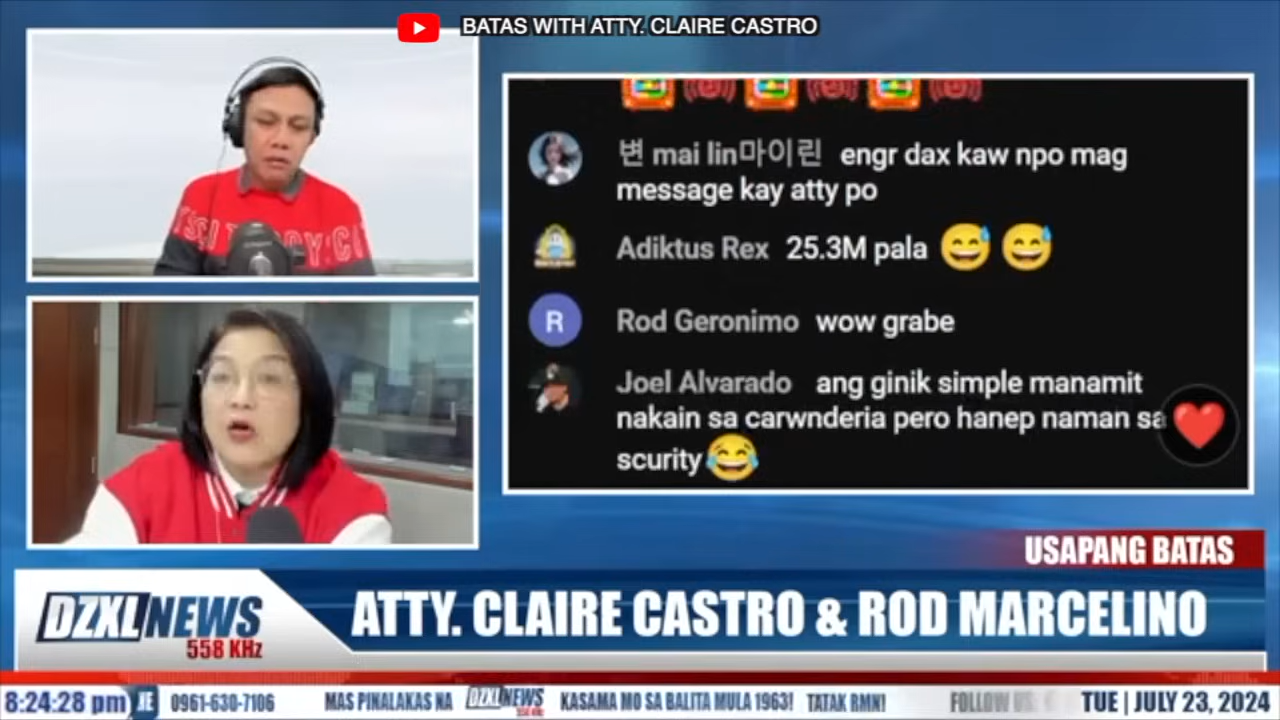 BATAS WITH ATTY. CLAIRE CASTRO
변 mai lin마이린 engr dax kaw npo mag
message kay atty po
Adiktus Rex 25.3M pala 😅 😅
R Rod Geronimo wow grabe
Joel Alvarado ang ginik simple manamit
nakain sa carwnderia pero hanep naman sa
scurity😂
USAPANG BATAS
DZXL NEWS
558 KHz
ATTY. CLAIRE CASTRO & ROD MARCELINO
8:24:28 pm
0961-630-7106 MAS PINALAKAS NA DZXL NEWS KASAMA MO SA BALITA MULA 1963! TATAK RMN! FOLLOW US:
TUE | JULY 23, 2024